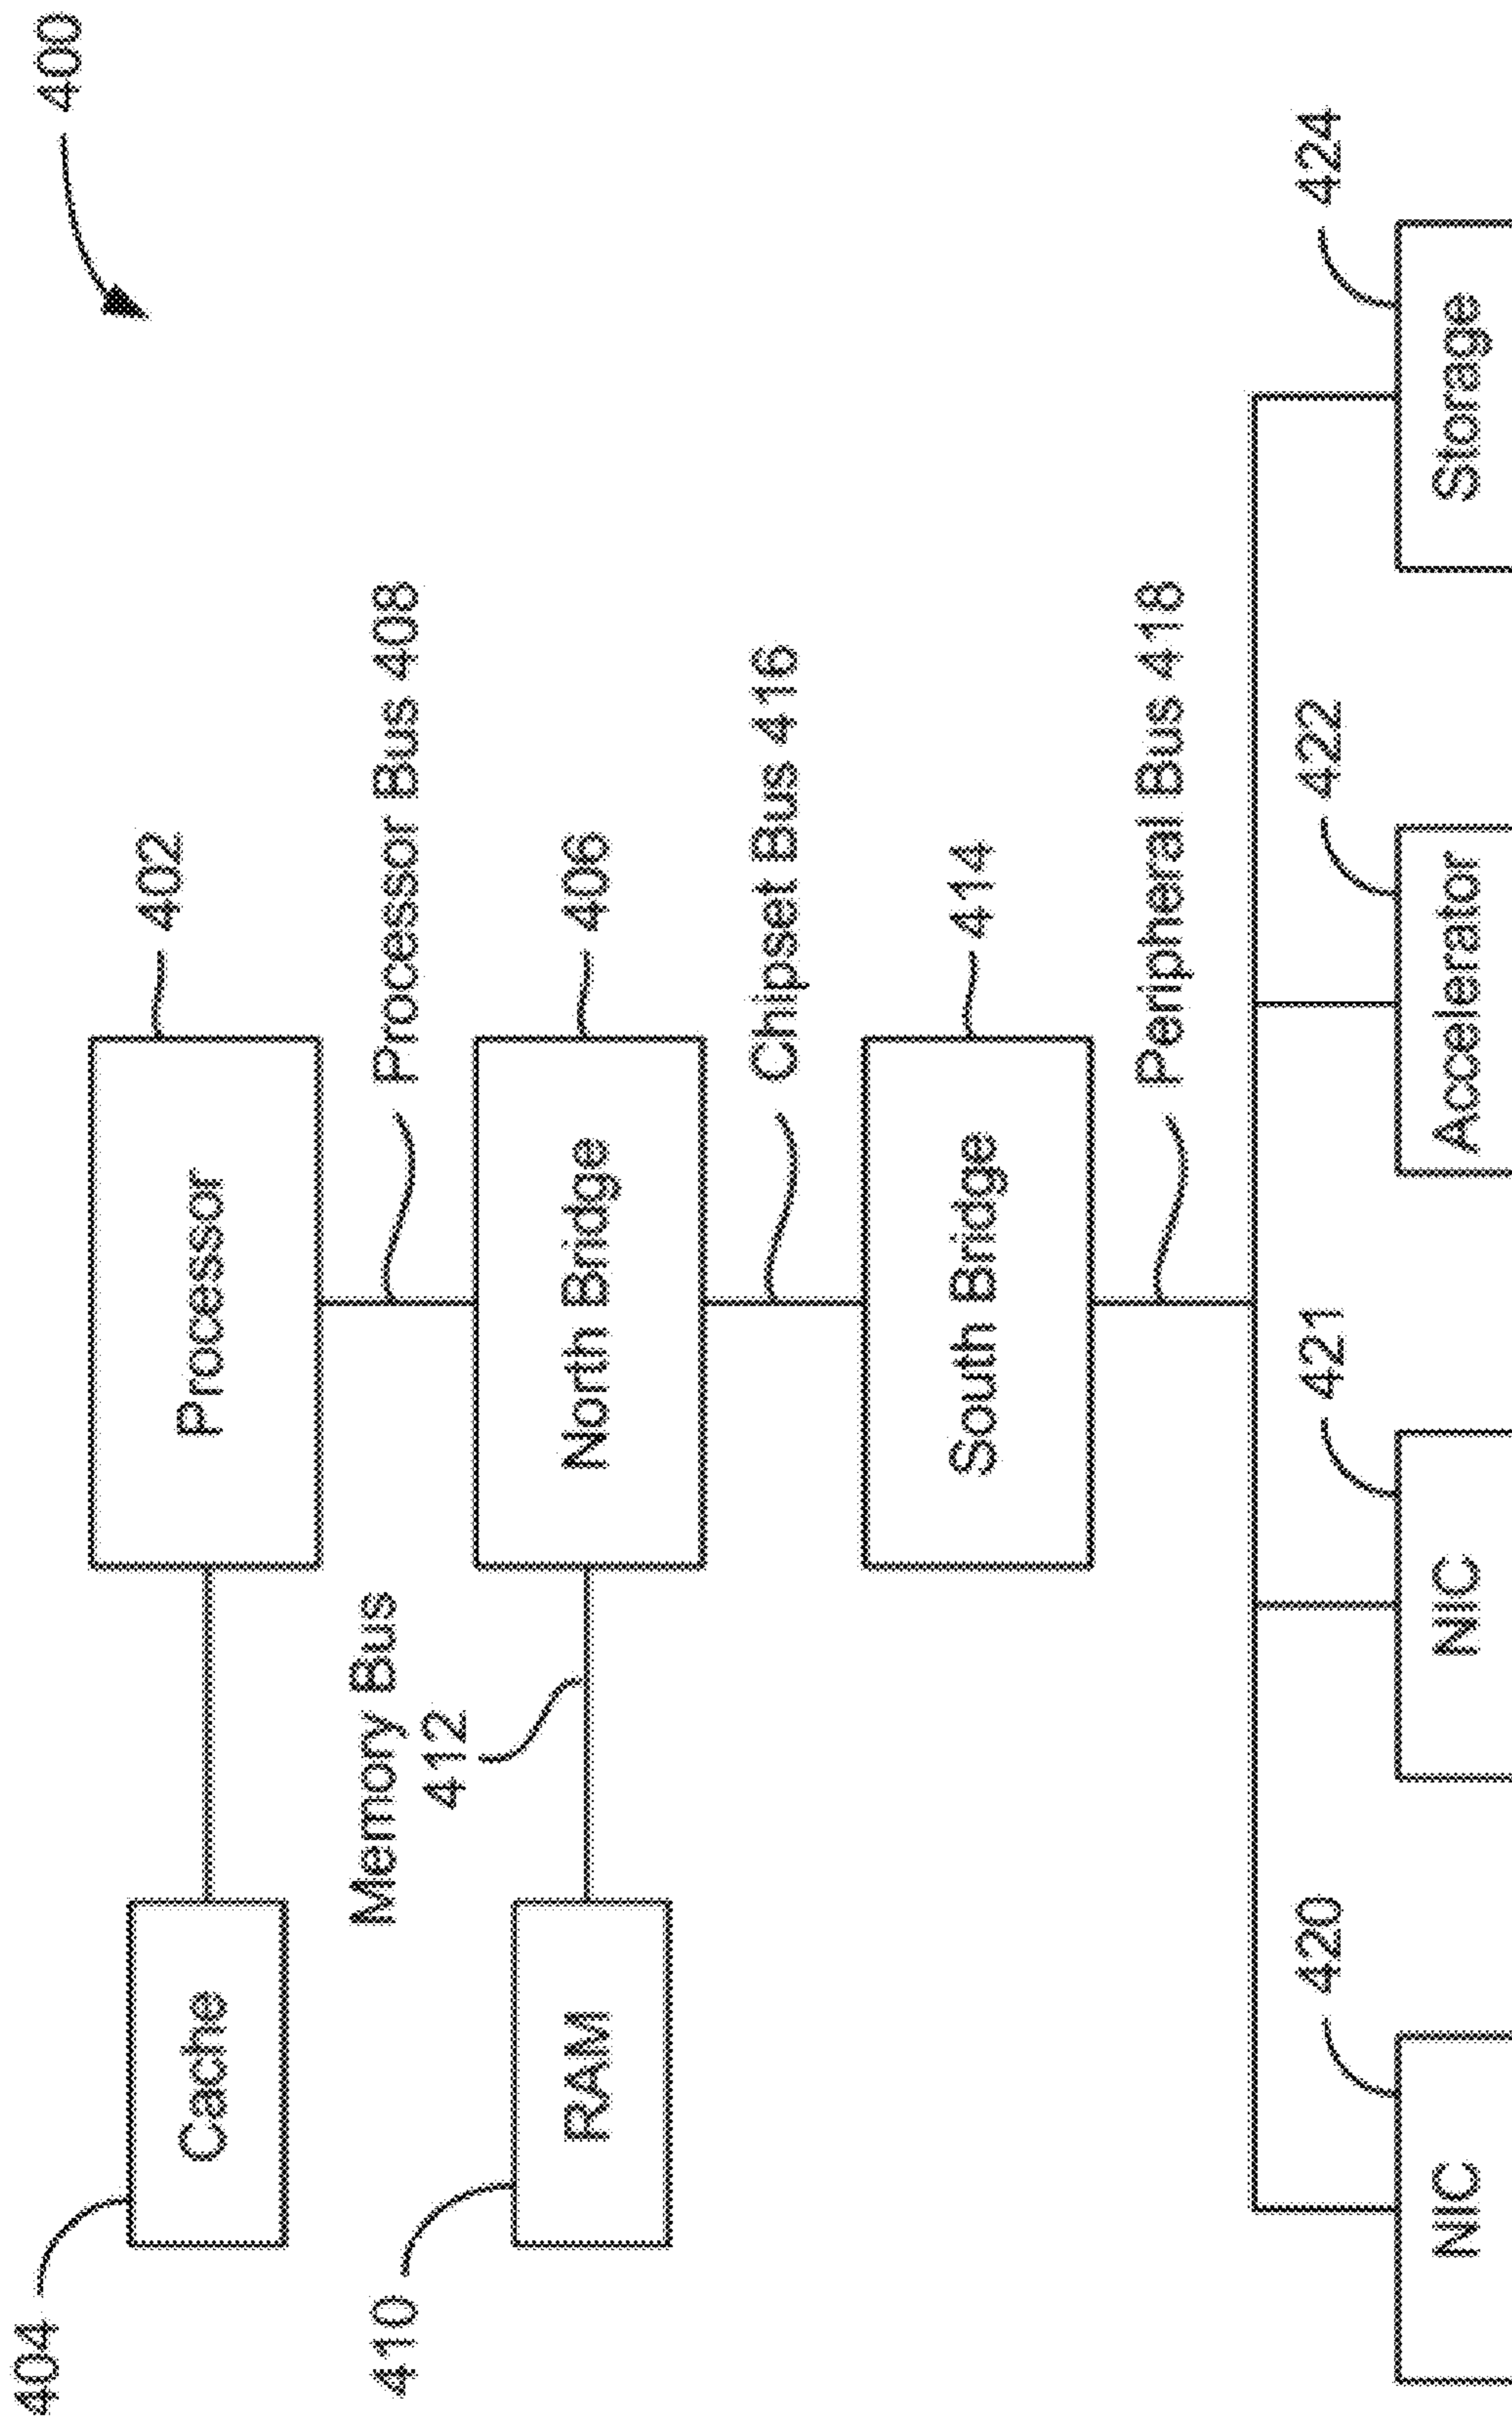 400
404
Cache
Processor
402
Processor Bus 408
Memory Bus
412
410
RAM
North Bridge
406
Chipset Bus 416
South Bridge
414
Peripheral Bus 418
420
421
422
424
NIC
NIC
Accelerator
Storage